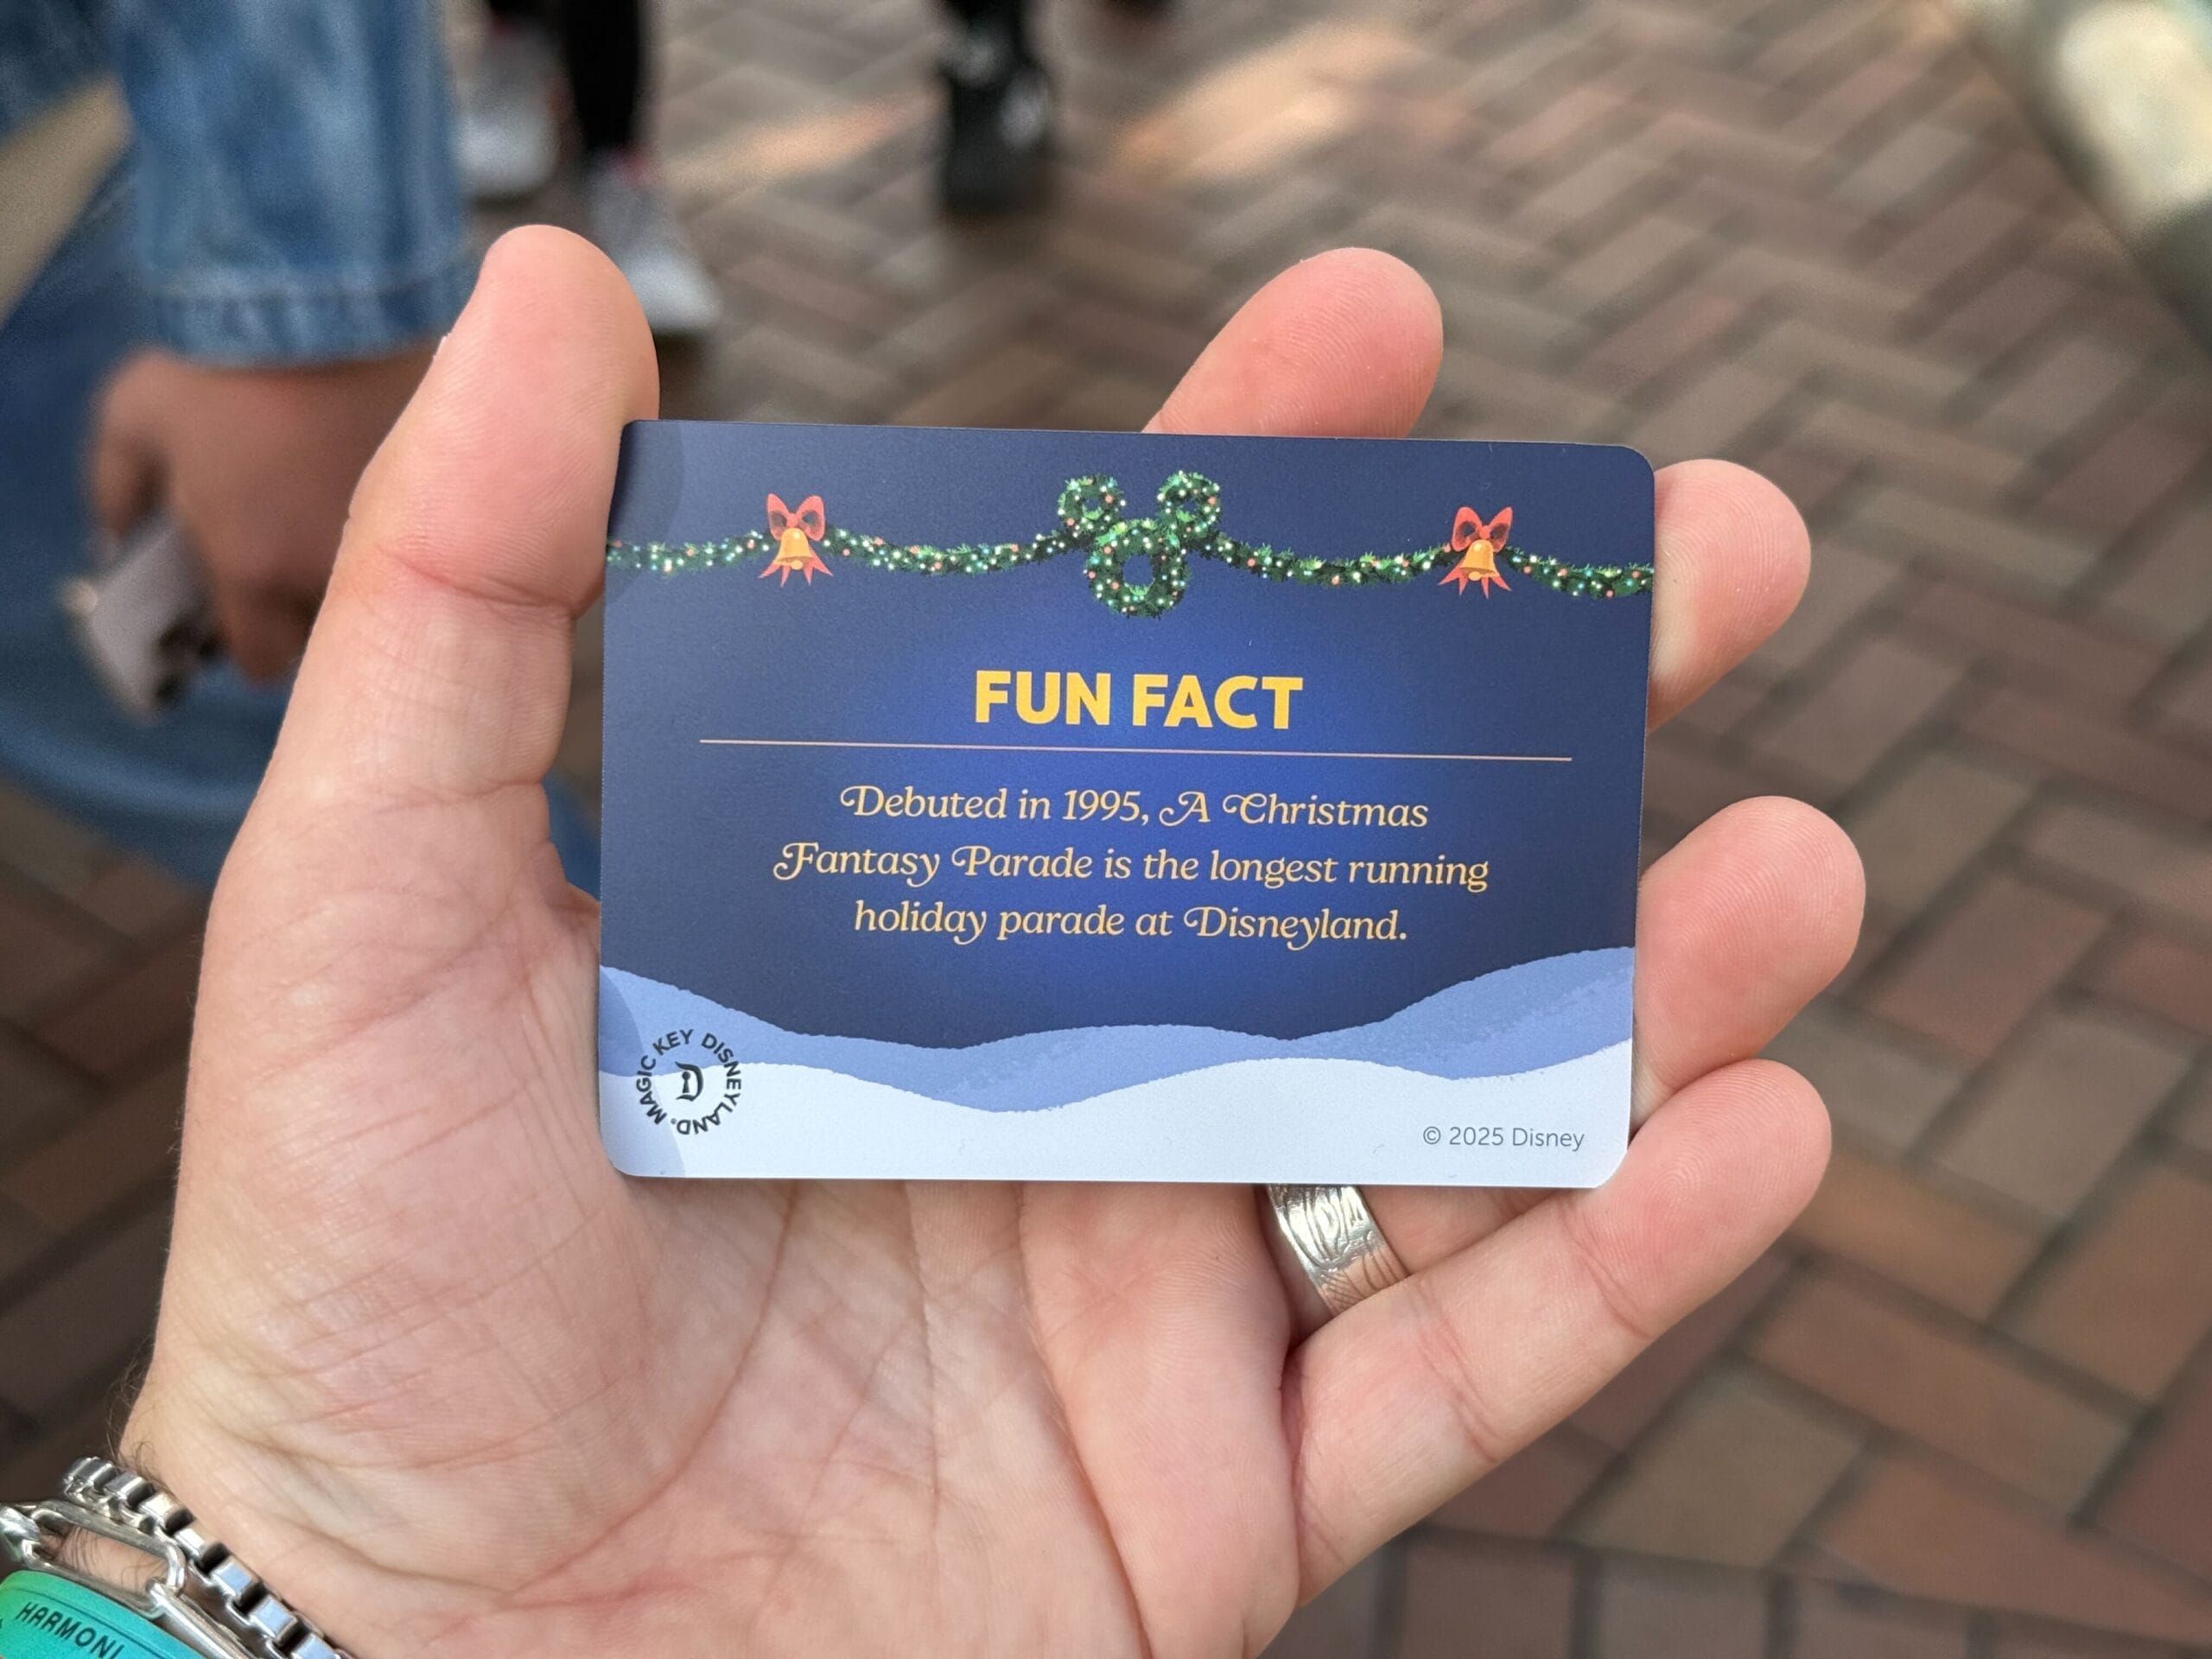 FUN FACT
Debuted in 1995, A Christmas
Fantasy Parade is the longest running
holiday parade at Disneyland.
MAGIC KEY DISNEYLAND®
D
© 2025 Disney
HARMONI